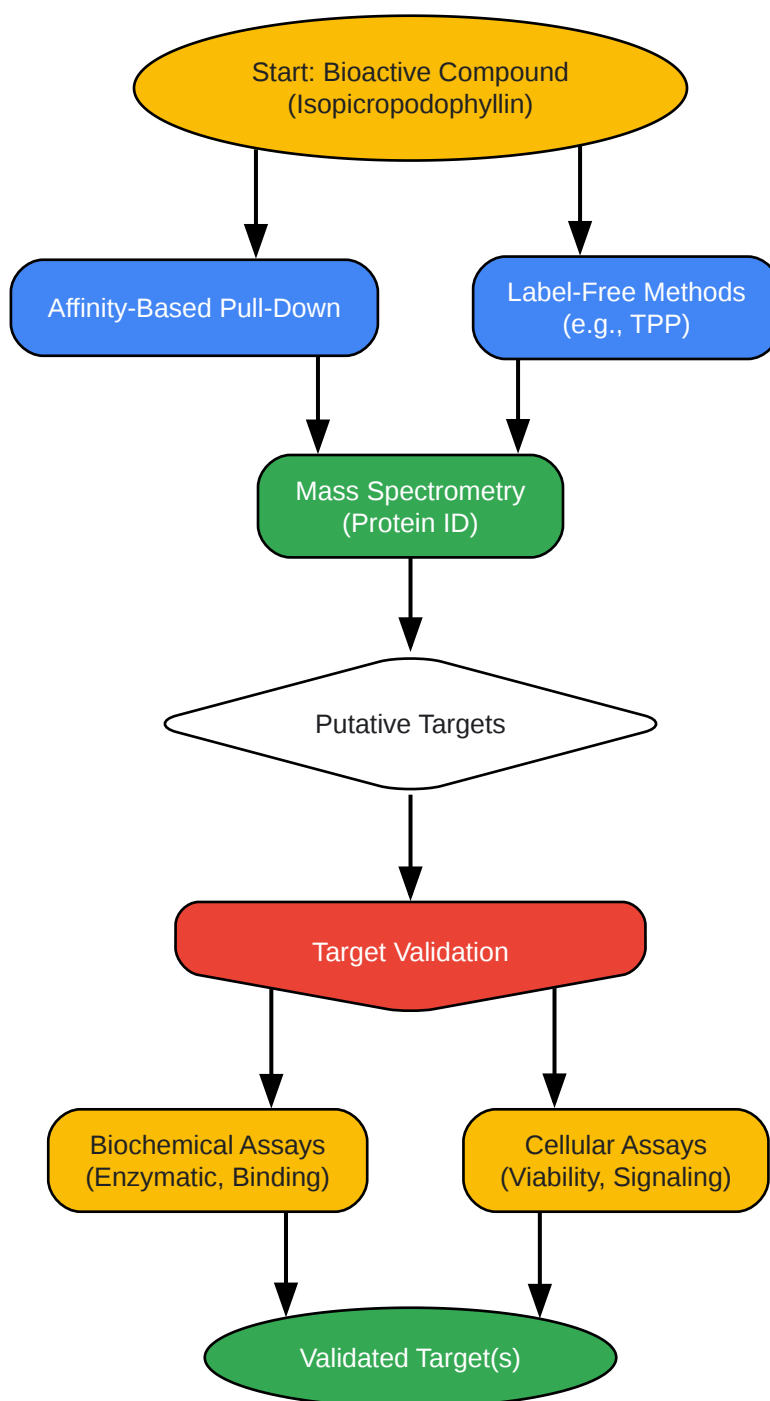 Start: Bioactive Compound
(Isopicropodophyllin)
Affinity-Based Pull-Down
Label-Free Methods
(e.g., TPP)
Mass Spectrometry
(Protein ID)
Putative Targets
Target Validation
Biochemical Assays
(Enzymatic, Binding)
Cellular Assays
(Viability, Signaling)
Validated Target(s)